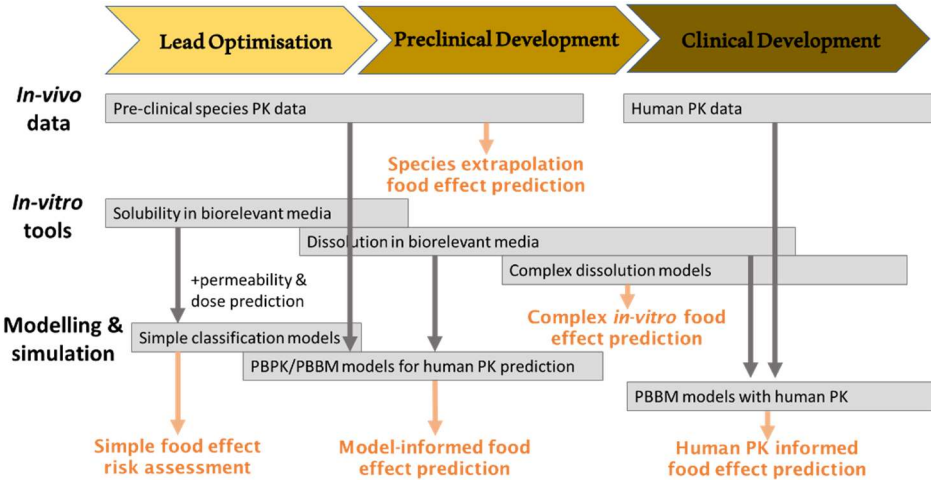 Lead Optimisation
Preclinical Development
Clinical Development
In-vivo
data
Pre-clinical species PK data
Human PK data
Species extrapolation
food effect prediction
In-vitro
tools
Solubility in biorelevant media
Dissolution in biorelevant media
Complex dissolution models
+permeability &
dose prediction
Complex in-vitro food
effect prediction
Modelling &
simulation
Simple classification models
PBPK/PBBM models for human PK prediction
PBBM models with human PK
Simple food effect
risk assessment
Model-informed food
effect prediction
Human PK informed
food effect prediction